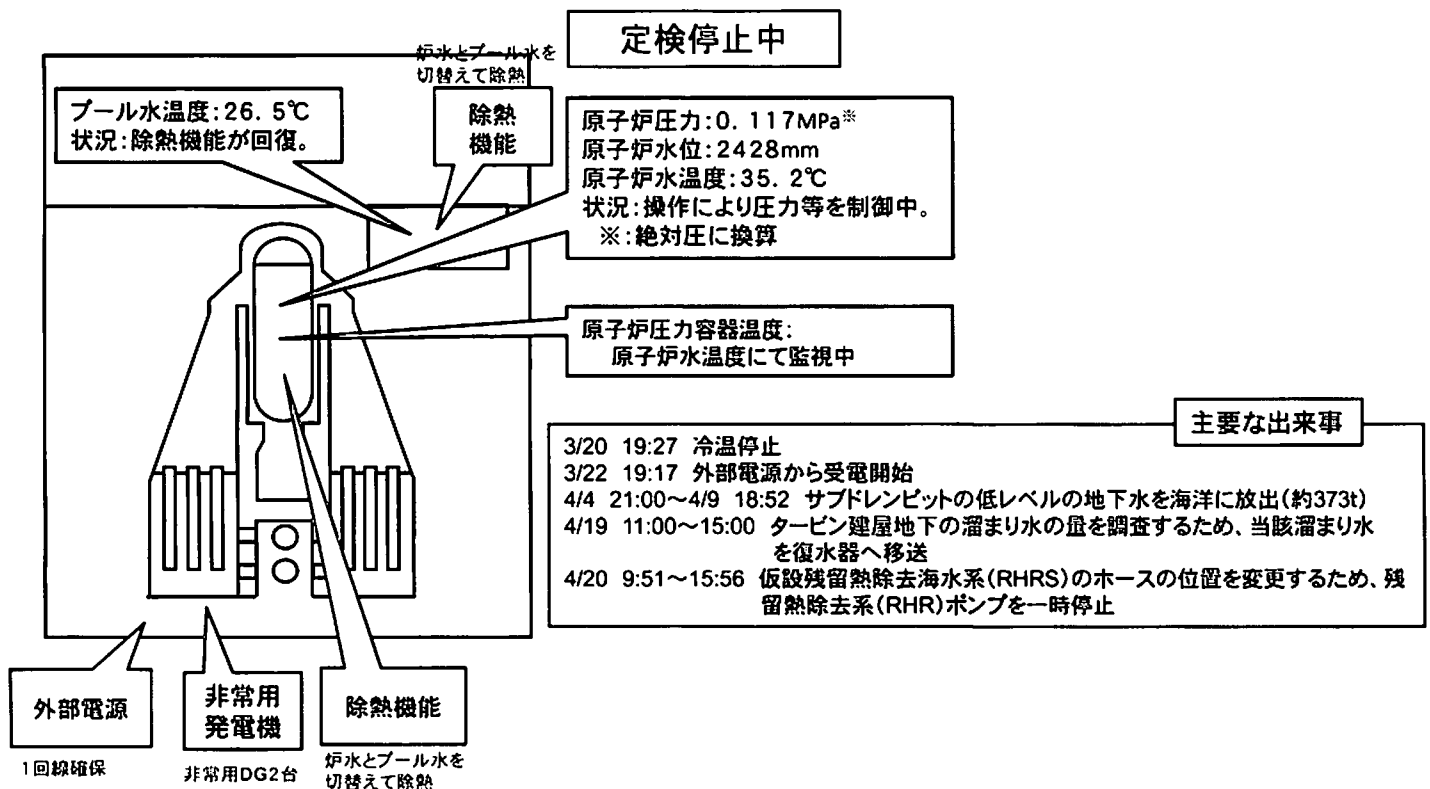 定検停止中
炉水とプール水を
切替えて除熱
除熱
機能
プール水温度:26.5℃
状況:除熱機能が回復。
原子炉圧力:0.117MPa※
原子炉水位:2428mm
原子炉水温度:35.2℃
状況:操作により圧力等を制御中。
※:絶対圧に換算
原子炉圧力容器温度:
原子炉水温度にて監視中
主要な出来事
3/20 19:27 冷温停止
3/22 19:17 外部電源から受電開始
4/4 21:00～4/9 18:52 サブドレンピットの低レベルの地下水を海洋に放出(約373t)
4/19 11:00～15:00 タービン建屋地下の溜まり水の量を調査するため、当該溜まり水
を復水器へ移送
4/20 9:51～15:56 仮設残留熱除去海水系(RHRS)のホースの位置を変更するため、残
留熱除去系(RHR)ポンプを一時停止
外部電源
1回線確保
非常用
発電機
非常用DG2台
除熱機能
炉水とプール水を
切替えて除熱